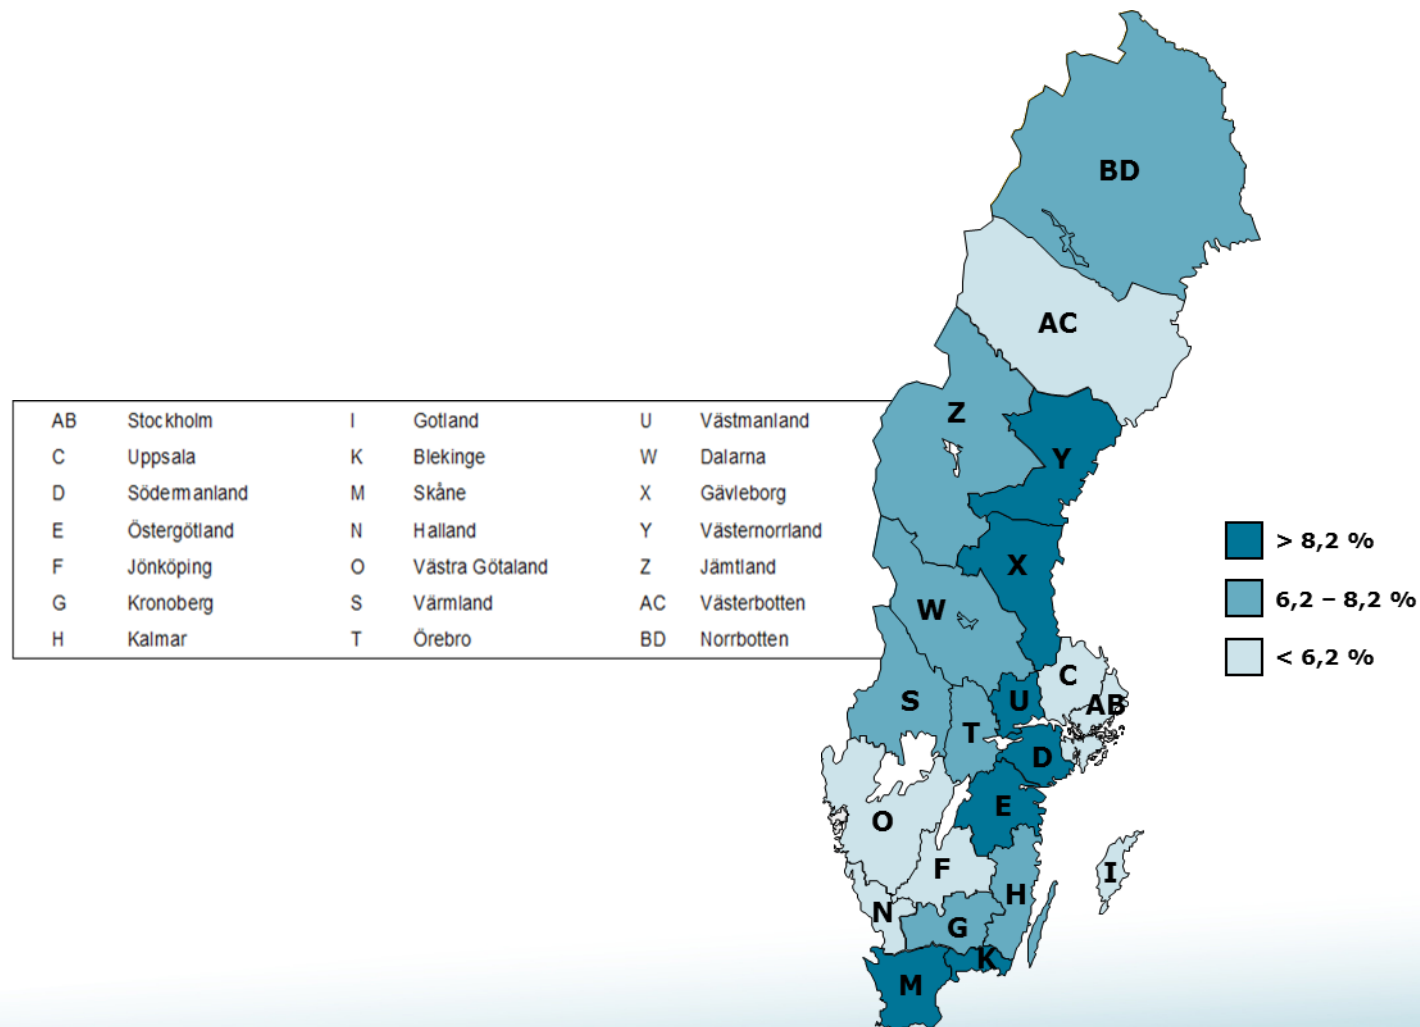 BD
AC
Z
Y
AB Stockholm I Gotland U Västmanland
C Uppsala K Blekinge W Dalarna
D Södermanland M Skåne X Gävleborg
E Östergötland N Halland Y Västernorrland
F Jönköping O Västra Götaland Z Jämtland
G Kronoberg S Värmland AC Västerbotten
H Kalmar T Örebro BD Norrbotten
> 8,2 %
6,2 – 8,2 %
< 6,2 %
X
W
C
S
U
AB
T
D
E
O
F
I
H
N
G
K
M